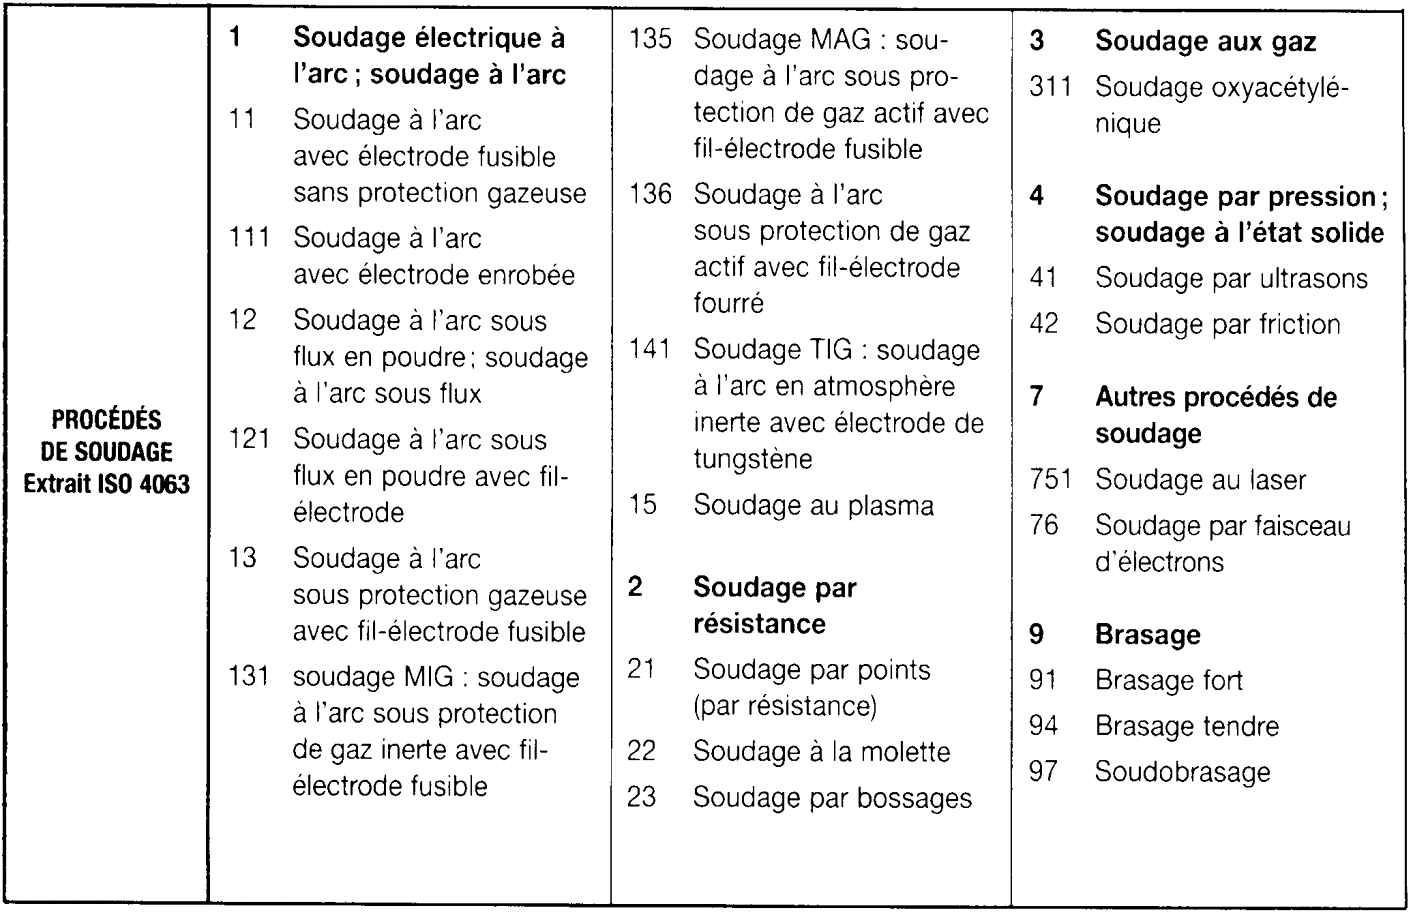 PROCÉDÉS
DE SOUDAGE
Extrait ISO 4063
1 Soudage électrique à
l'arc ; soudage à l'arc
11 Soudage à l'arc
avec électrode fusible
sans protection gazeuse
111 Soudage à l'arc
avec électrode enrobée
12 Soudage à l'arc sous
flux en poudre ; soudage
à l'arc sous flux
121 Soudage à l'arc sous
flux en poudre avec fil-
électrode
13 Soudage à l'arc
sous protection gazeuse
avec fil-électrode fusible
131 soudage MIG : soudage
à l'arc sous protection
de gaz inerte avec fil-
électrode fusible
135 Soudage MAG : sou-
dage à l'arc sous pro-
tection de gaz actif avec
fil-électrode fusible
136 Soudage à l'arc
sous protection de gaz
actif avec fil-électrode
fourré
141 Soudage TIG : soudage
à l'arc en atmosphère
inerte avec électrode de
tungstène
15 Soudage au plasma
2 Soudage par
résistance
21 Soudage par points
(par résistance)
22 Soudage à la molette
23 Soudage par bossages
3 Soudage aux gaz
311 Soudage oxyacétylé-
nique
4 Soudage par pression ;
soudage à l'état solide
41 Soudage par ultrasons
42 Soudage par friction
7 Autres procédés de
soudage
751 Soudage au laser
76 Soudage par faisceau
d'électrons
9 Brasage
91 Brasage fort
94 Brasage tendre
97 Soudobrasage